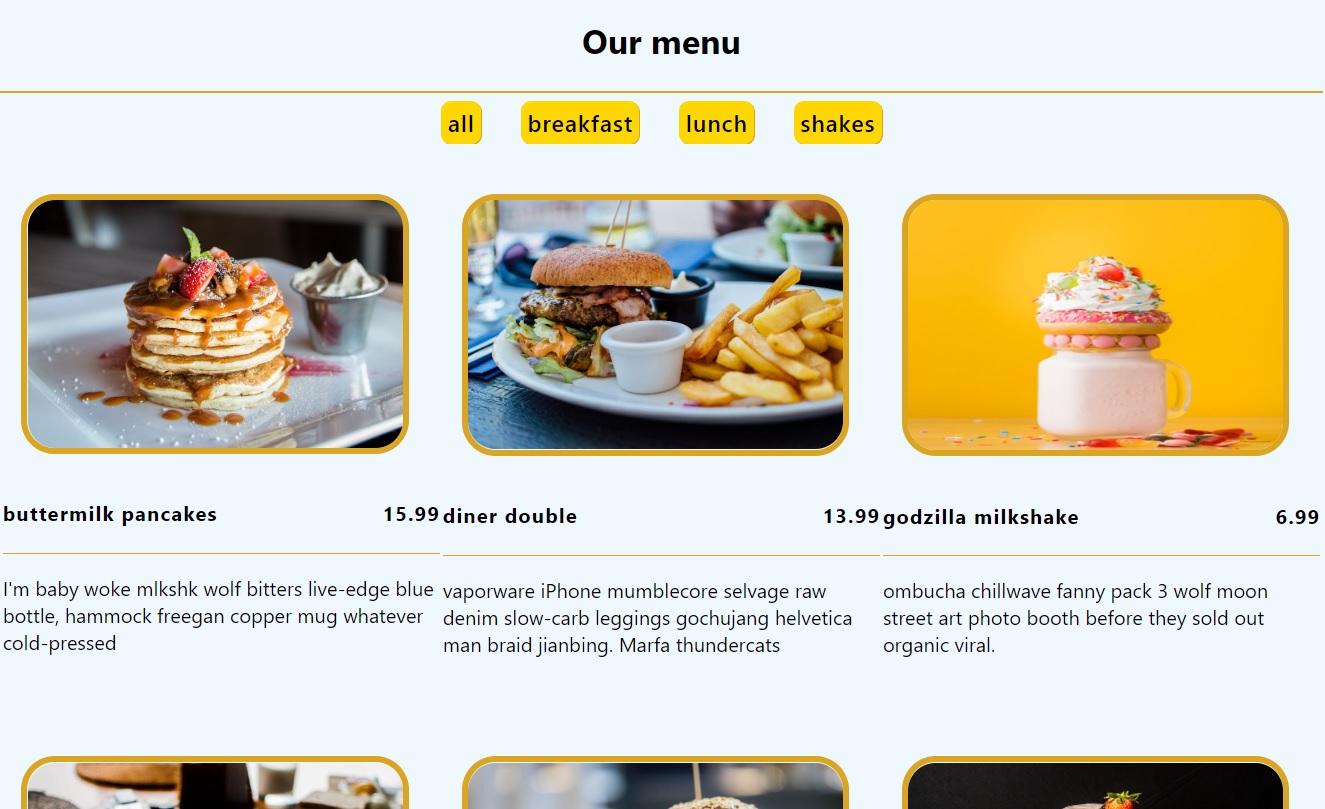 Our menu
all
breakfast
lunch
shakes
buttermilk pancakes 15.99
I'm baby woke mlkshk wolf bitters live-edge blue
bottle, hammock freegan copper mug whatever
cold-pressed
diner double 13.99
vaporware iPhone mumblecore selvage raw
denim slow-carb leggings gochujang helvetica
man braid jianbing. Marfa thundercats
godzilla milkshake 6.99
ombucha chillwave fanny pack 3 wolf moon
street art photo booth before they sold out
organic viral.